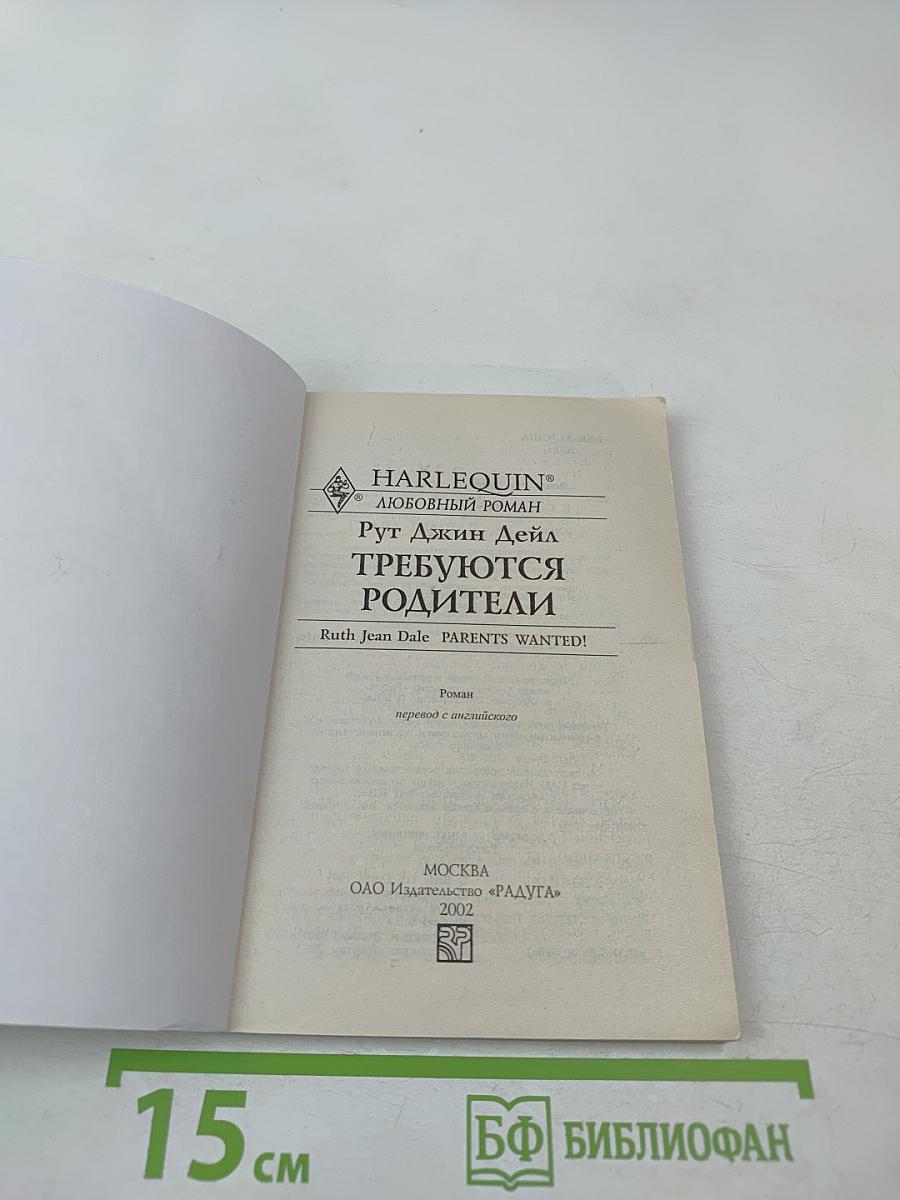 HARLEQUIN®
®
ЛЮБОВНЫЙ РОМАН
Рут Джин Дейл
ТРЕБУЮТСЯ
РОДИТЕЛИ
Ruth Jean Dale PARENTS WANTED!
Роман
перевод с английского
МОСКВА
ОАО Издательство «РАДУГА»
2002
15 см
БФ БИБЛИОФАН